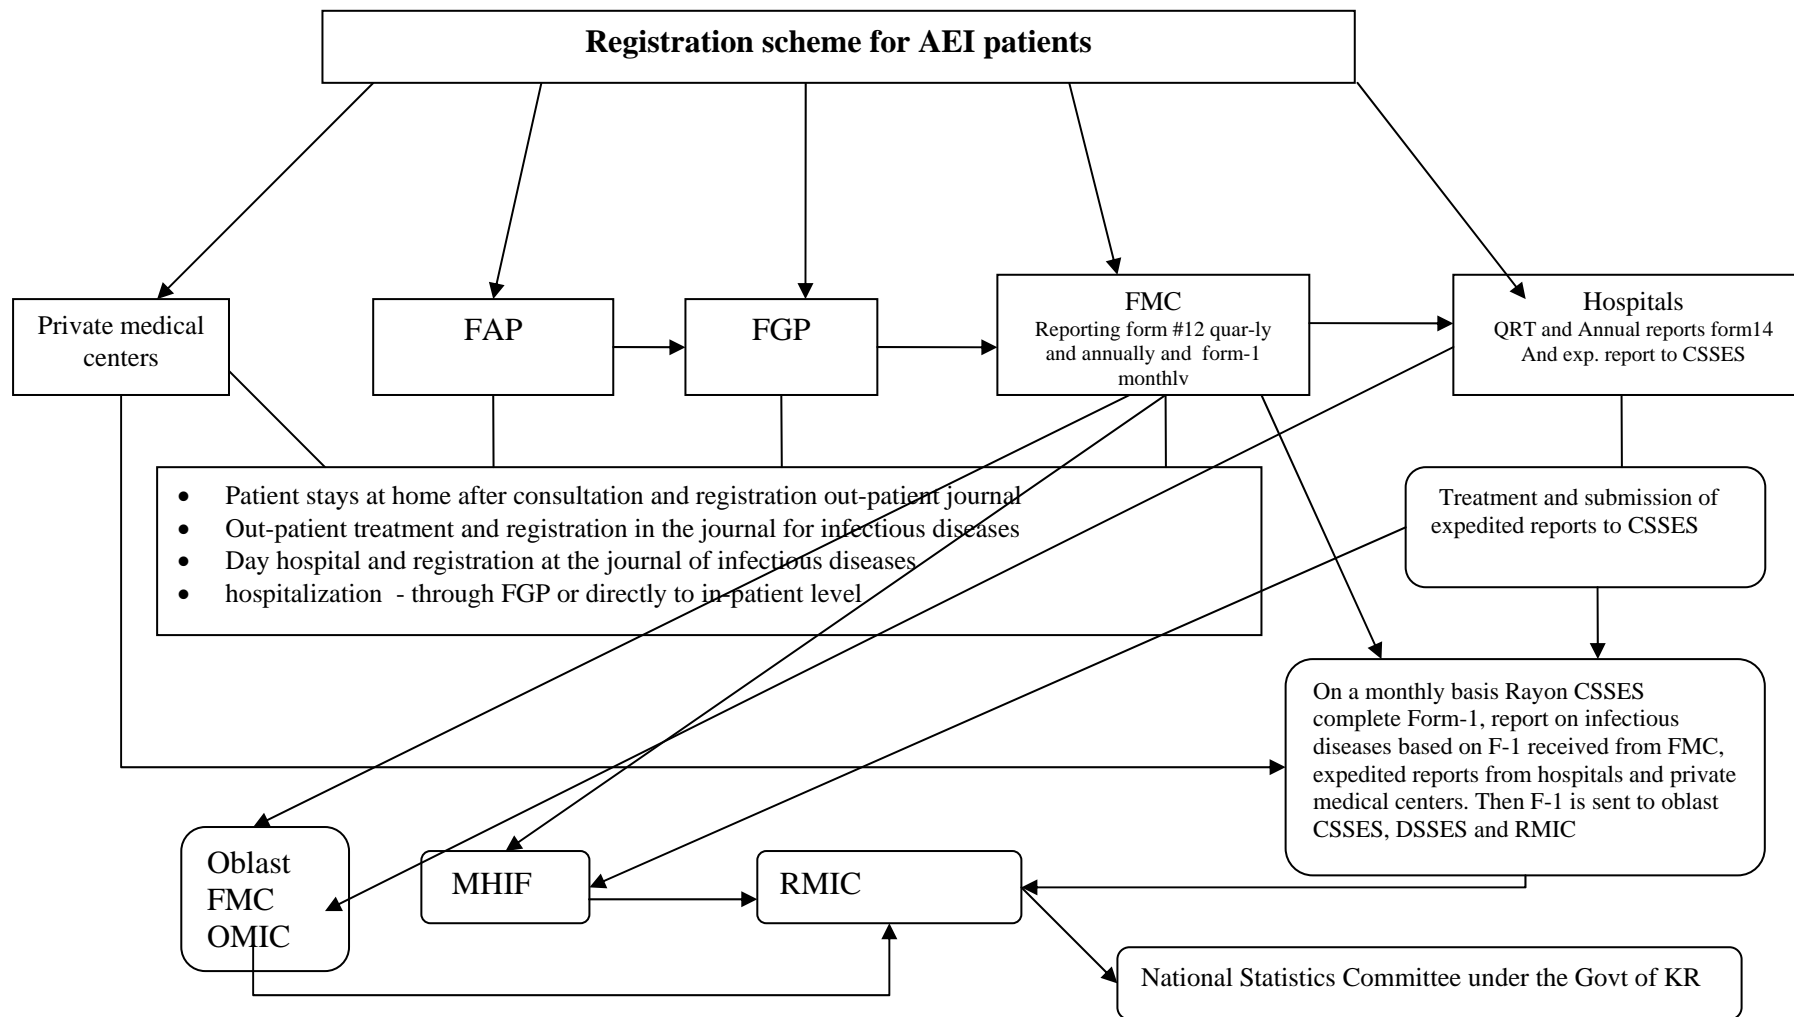 Registration scheme for AEI patients
Private medical
centers
FAP
FGP
FMC
Reporting form #12 quar-ly
and annually and form-1
monthly
Hospitals
QRT and Annual reports form14
And exp. report to CSSES
• Patient stays at home after consultation and registration out-patient journal
• Out-patient treatment and registration in the journal for infectious diseases
• Day hospital and registration at the journal of infectious diseases
• hospitalization - through FGP or directly to in-patient level
Treatment and submission of
expedited reports to CSSES
On a monthly basis Rayon CSSES
complete Form-1, report on infectious
diseases based on F-1 received from FMC,
expedited reports from hospitals and private
medical centers. Then F-1 is sent to oblast
CSSES, DSSES and RMIC
Oblast
FMC
OMIC
MHIF
RMIC
National Statistics Committee under the Govt of KR